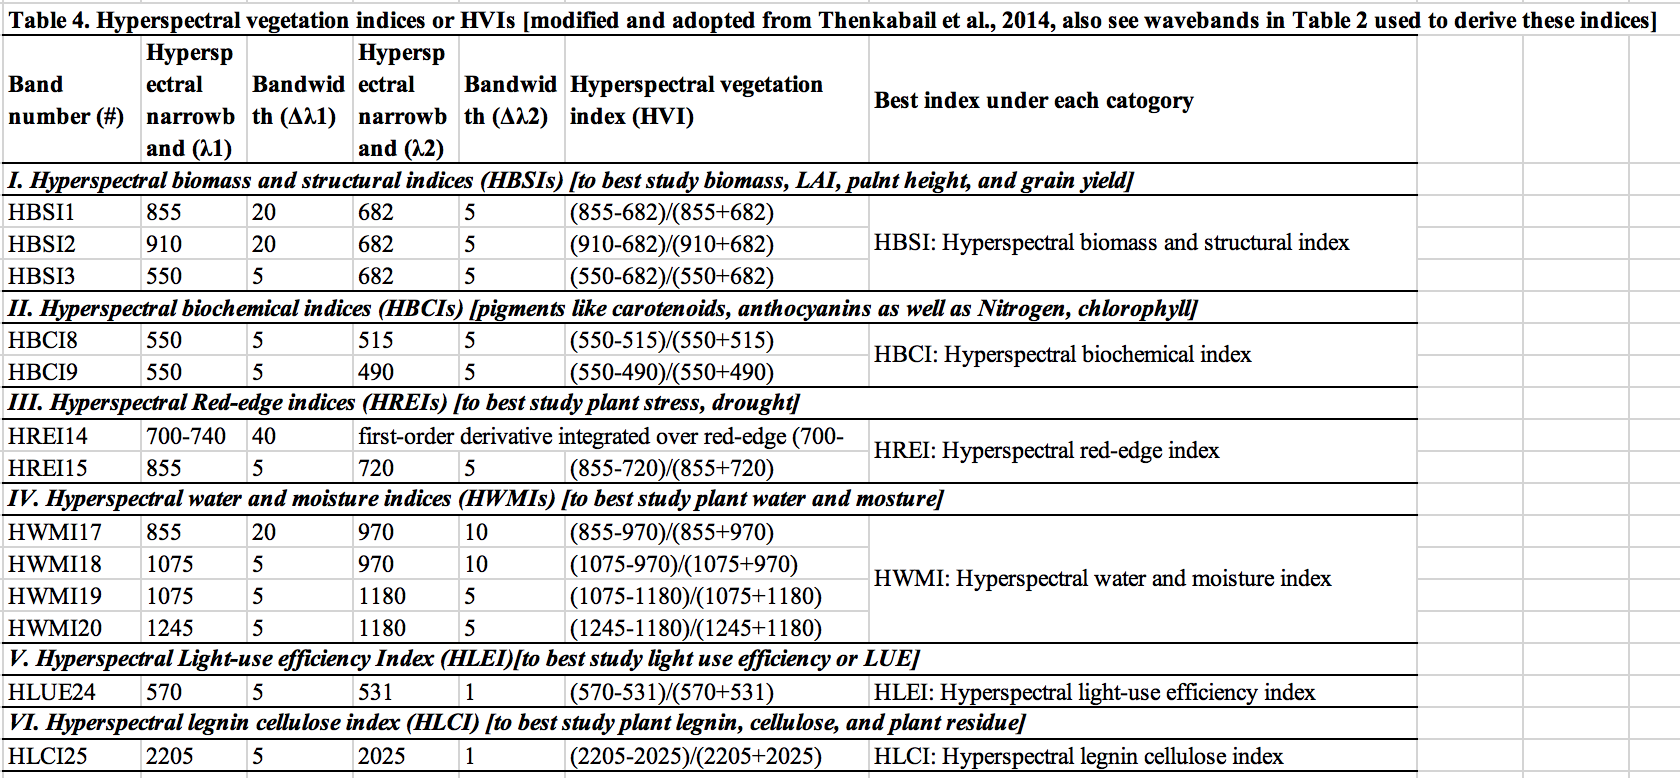 Table 4. Hyperspectral vegetation indices or HVIs [modified and adopted from Thenkabail et al., 2014, also see wavebands in Table 2 used to derive these indices]
Band number (#) Hyperspectral narrowband (λ1) Bandwidth (Δλ1) Hyperspectral narrowband (λ2) Bandwidth (Δλ2) Hyperspectral vegetation index (HVI) Best index under each catogory
I. Hyperspectral biomass and structural indices (HBSIs) [to best study biomass, LAI, palnt height, and grain yield]
HBSI1 855 20 682 5 (855-682)/(855+682)
HBSI2 910 20 682 5 (910-682)/(910+682) HBSI: Hyperspectral biomass and structural index
HBSI3 550 5 682 5 (550-682)/(550+682)
II. Hyperspectral biochemical indices (HBCIs) [pigments like carotenoids, anthocyanins as well as Nitrogen, chlorophyll]
HBCI8 550 5 515 5 (550-515)/(550+515) HBCI: Hyperspectral biochemical index
HBCI9 550 5 490 5 (550-490)/(550+490)
III. Hyperspectral Red-edge indices (HREIs) [to best study plant stress, drought]
HREI14 700-740 40 first-order derivative integrated over red-edge (700- HREI: Hyperspectral red-edge index
HREI15 855 5 720 5 (855-720)/(855+720)
IV. Hyperspectral water and moisture indices (HWMIs) [to best study plant water and mosture]
HWMI17 855 20 970 10 (855-970)/(855+970)
HWMI18 1075 5 970 10 (1075-970)/(1075+970) HWMI: Hyperspectral water and moisture index
HWMI19 1075 5 1180 5 (1075-1180)/(1075+1180)
HWMI20 1245 5 1180 5 (1245-1180)/(1245+1180)
V. Hyperspectral Light-use efficiency Index (HLEI)[to best study light use efficiency or LUE]
HLUE24 570 5 531 1 (570-531)/(570+531) HLEI: Hyperspectral light-use efficiency index
VI. Hyperspectral legnin cellulose index (HLCI) [to best study plant legnin, cellulose, and plant residue]
HLCI25 2205 5 2025 1 (2205-2025)/(2205+2025) HLCI: Hyperspectral legnin cellulose index